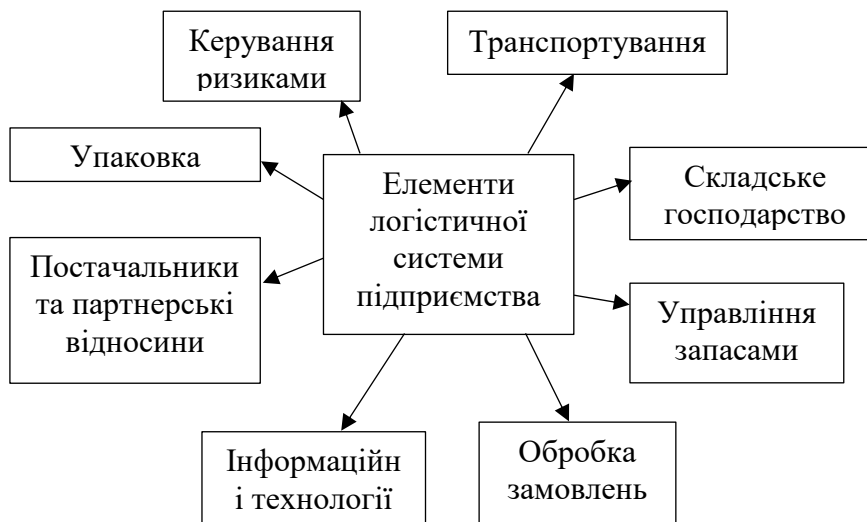 Керування
ризиками
Транспортування
Упаковка
Елементи
логістичної
системи
підприємства
Складське
господарство
Постачальники
та партнерські
відносини
Управління
запасами
Інформаційн
і технології
Обробка
замовлень